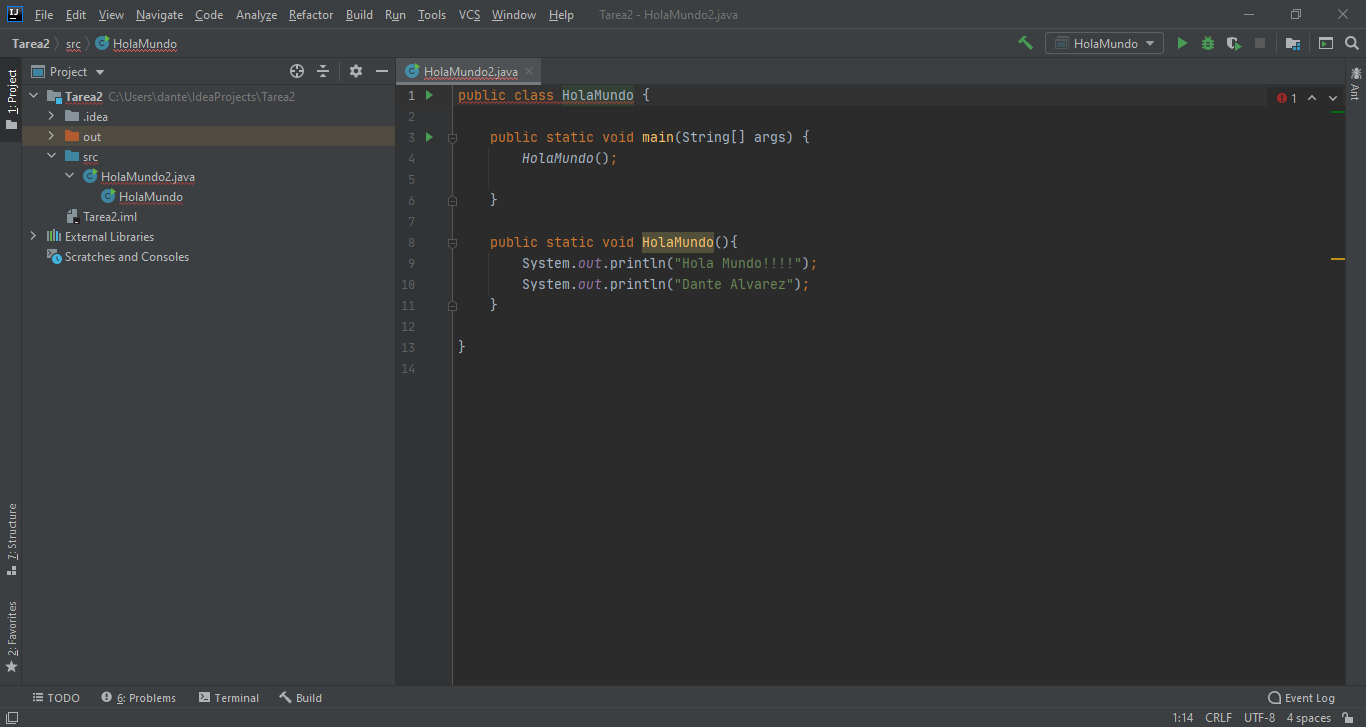 File Edit View Navigate Code Analyze Refactor Build Run Tools VCS Window Help Tarea2 - HolaMundo2.java
Tarea2 src HolaMundo HolaMundo
1: Project Project HolaMundo2.java Ant
Tarea2 C:\Users\dante\IdeaProjects\Tarea2
.idea
out
src
HolaMundo2.java
HolaMundo
Tarea2.iml
External Libraries
Scratches and Consoles
1 public class HolaMundo { 1
2
3 public static void main(String[] args) {
4 HolaMundo();
5
6 }
7
8 public static void HolaMundo(){
9 System.out.println("Hola Mundo!!!!");
10 System.out.println("Dante Alvarez");
11 }
12
13 }
14
7: Structure
2: Favorites
TODO 6: Problems Terminal Build Event Log
1:14 CRLF UTF-8 4 spaces